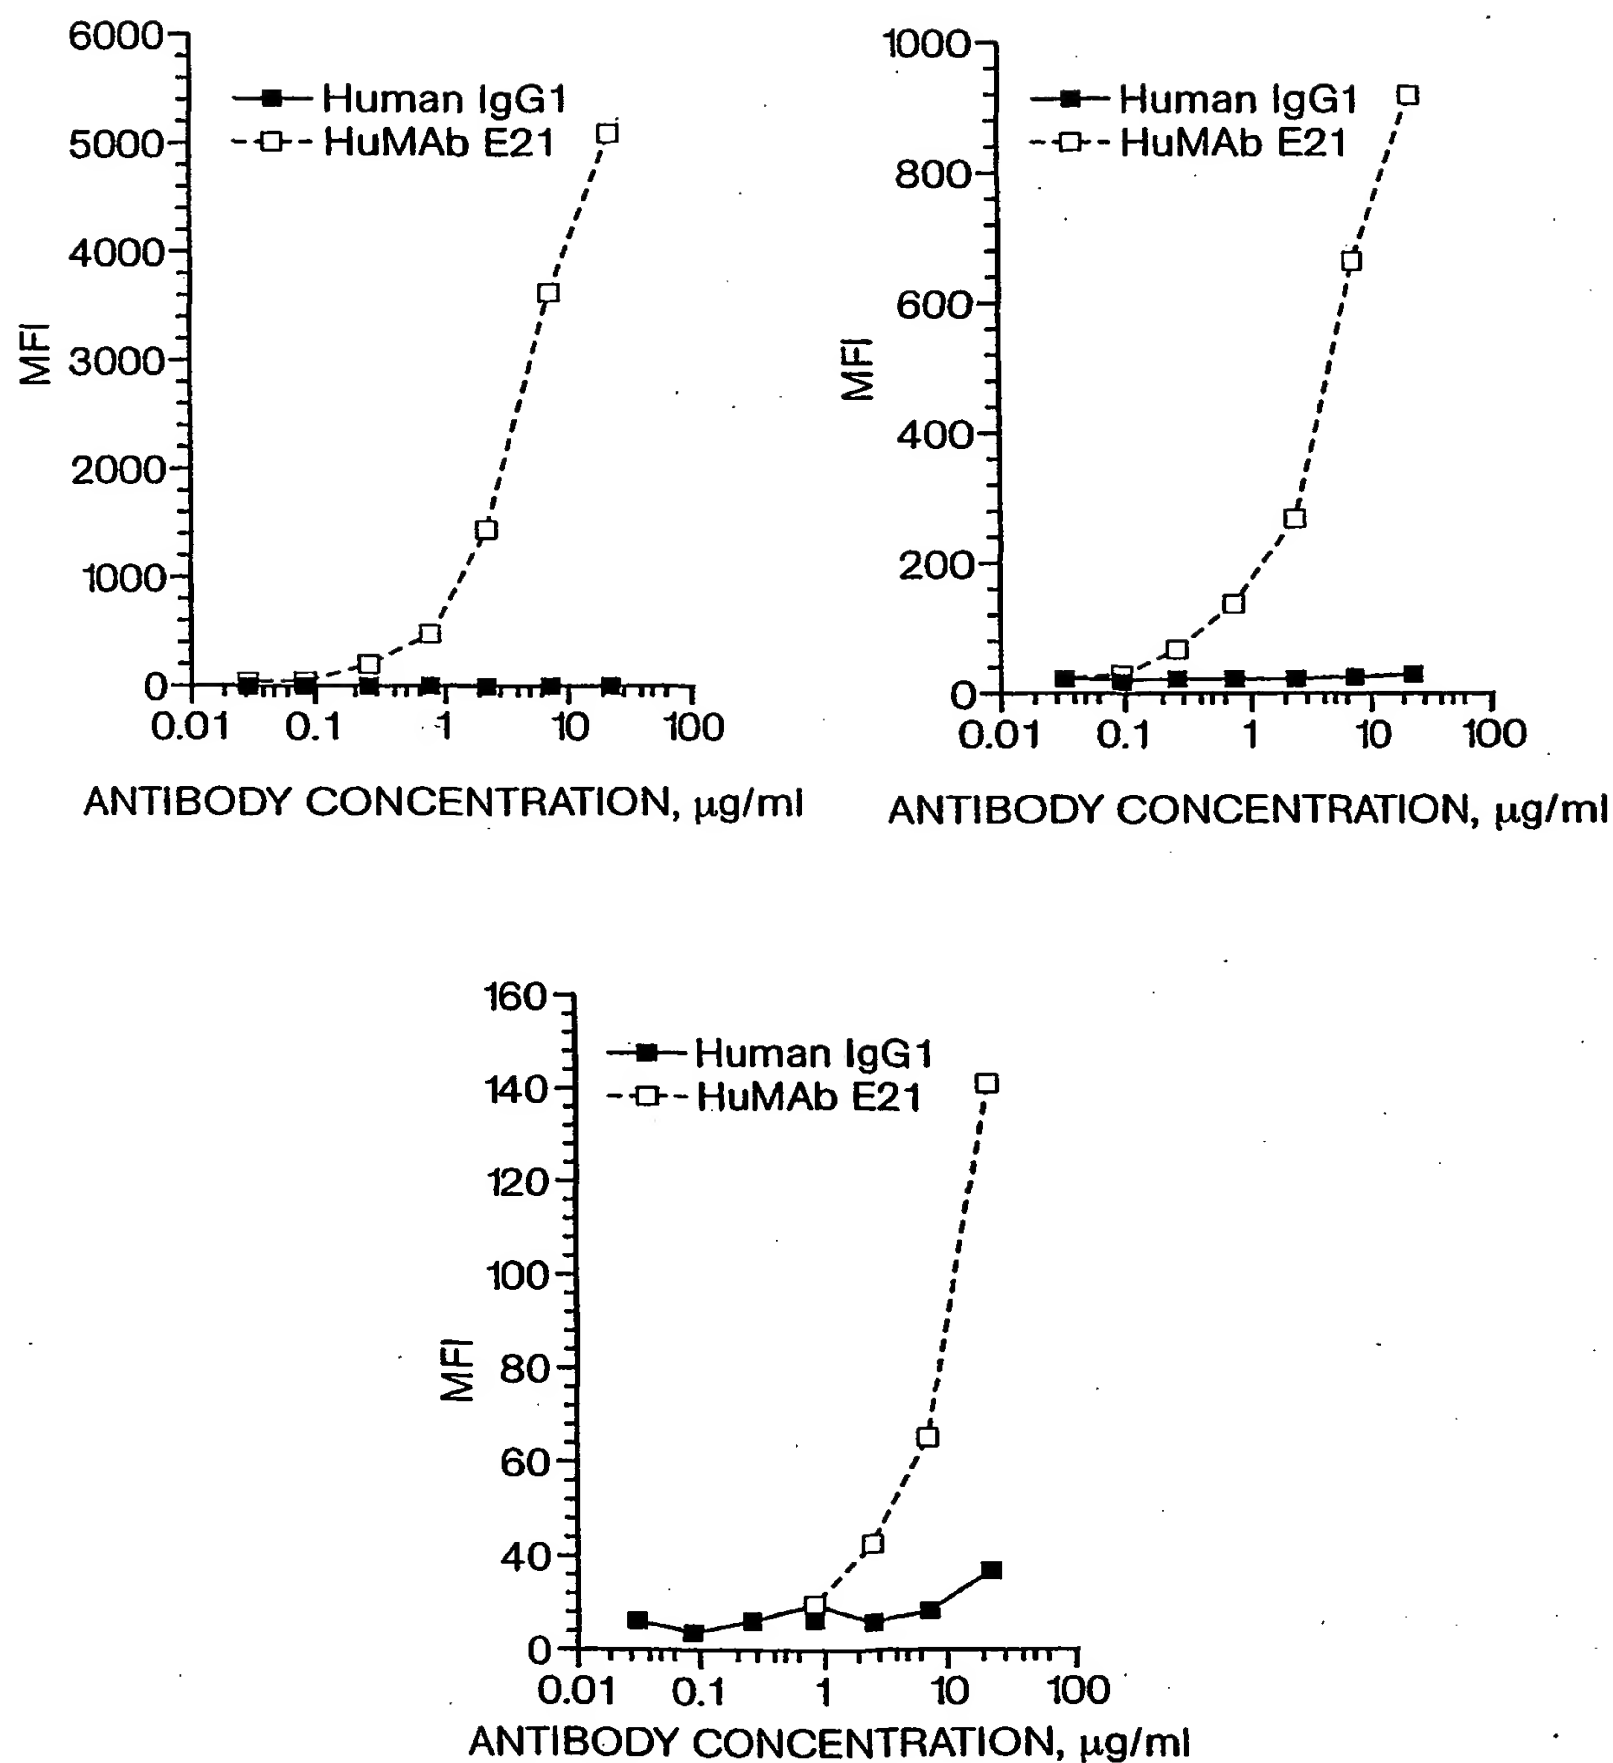 6000
5000
4000
3000
2000
1000
0
MFI
Human IgG1
HuMAb E21
0.01 0.1 1 10 100
ANTIBODY CONCENTRATION, µg/ml
1000
800
600
400
200
0
MFI
Human IgG1
HuMAb E21
0.01 0.1 1 10 100
ANTIBODY CONCENTRATION, µg/ml
160
140
120
100
80
60
40
0
MFI
Human IgG1
HuMAb E21
0.01 0.1 1 10 100
ANTIBODY CONCENTRATION, µg/ml